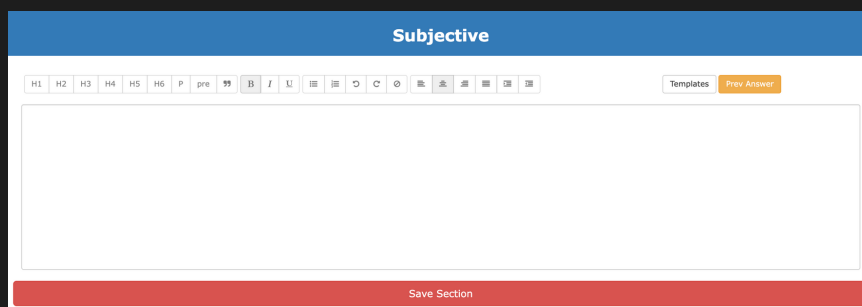 Subjective
H1 H2 H3 H4 H5 H6 P pre B I U Templates Prev Answer
Save Section